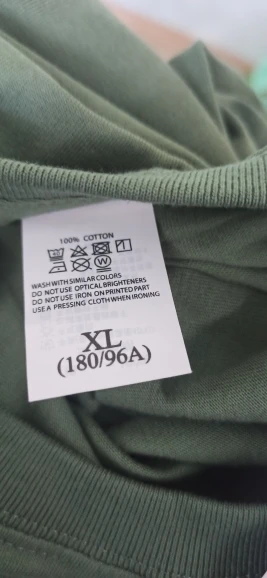 100% COTTON
WASH WITH SIMILAR COLORS
DO NOT USE OPTICAL BRIGHTENERS
DO NOT USE IRON ON PRINTED PART
USE A PRESSING CLOTH WHEN IRONING
XL
(180/96A)